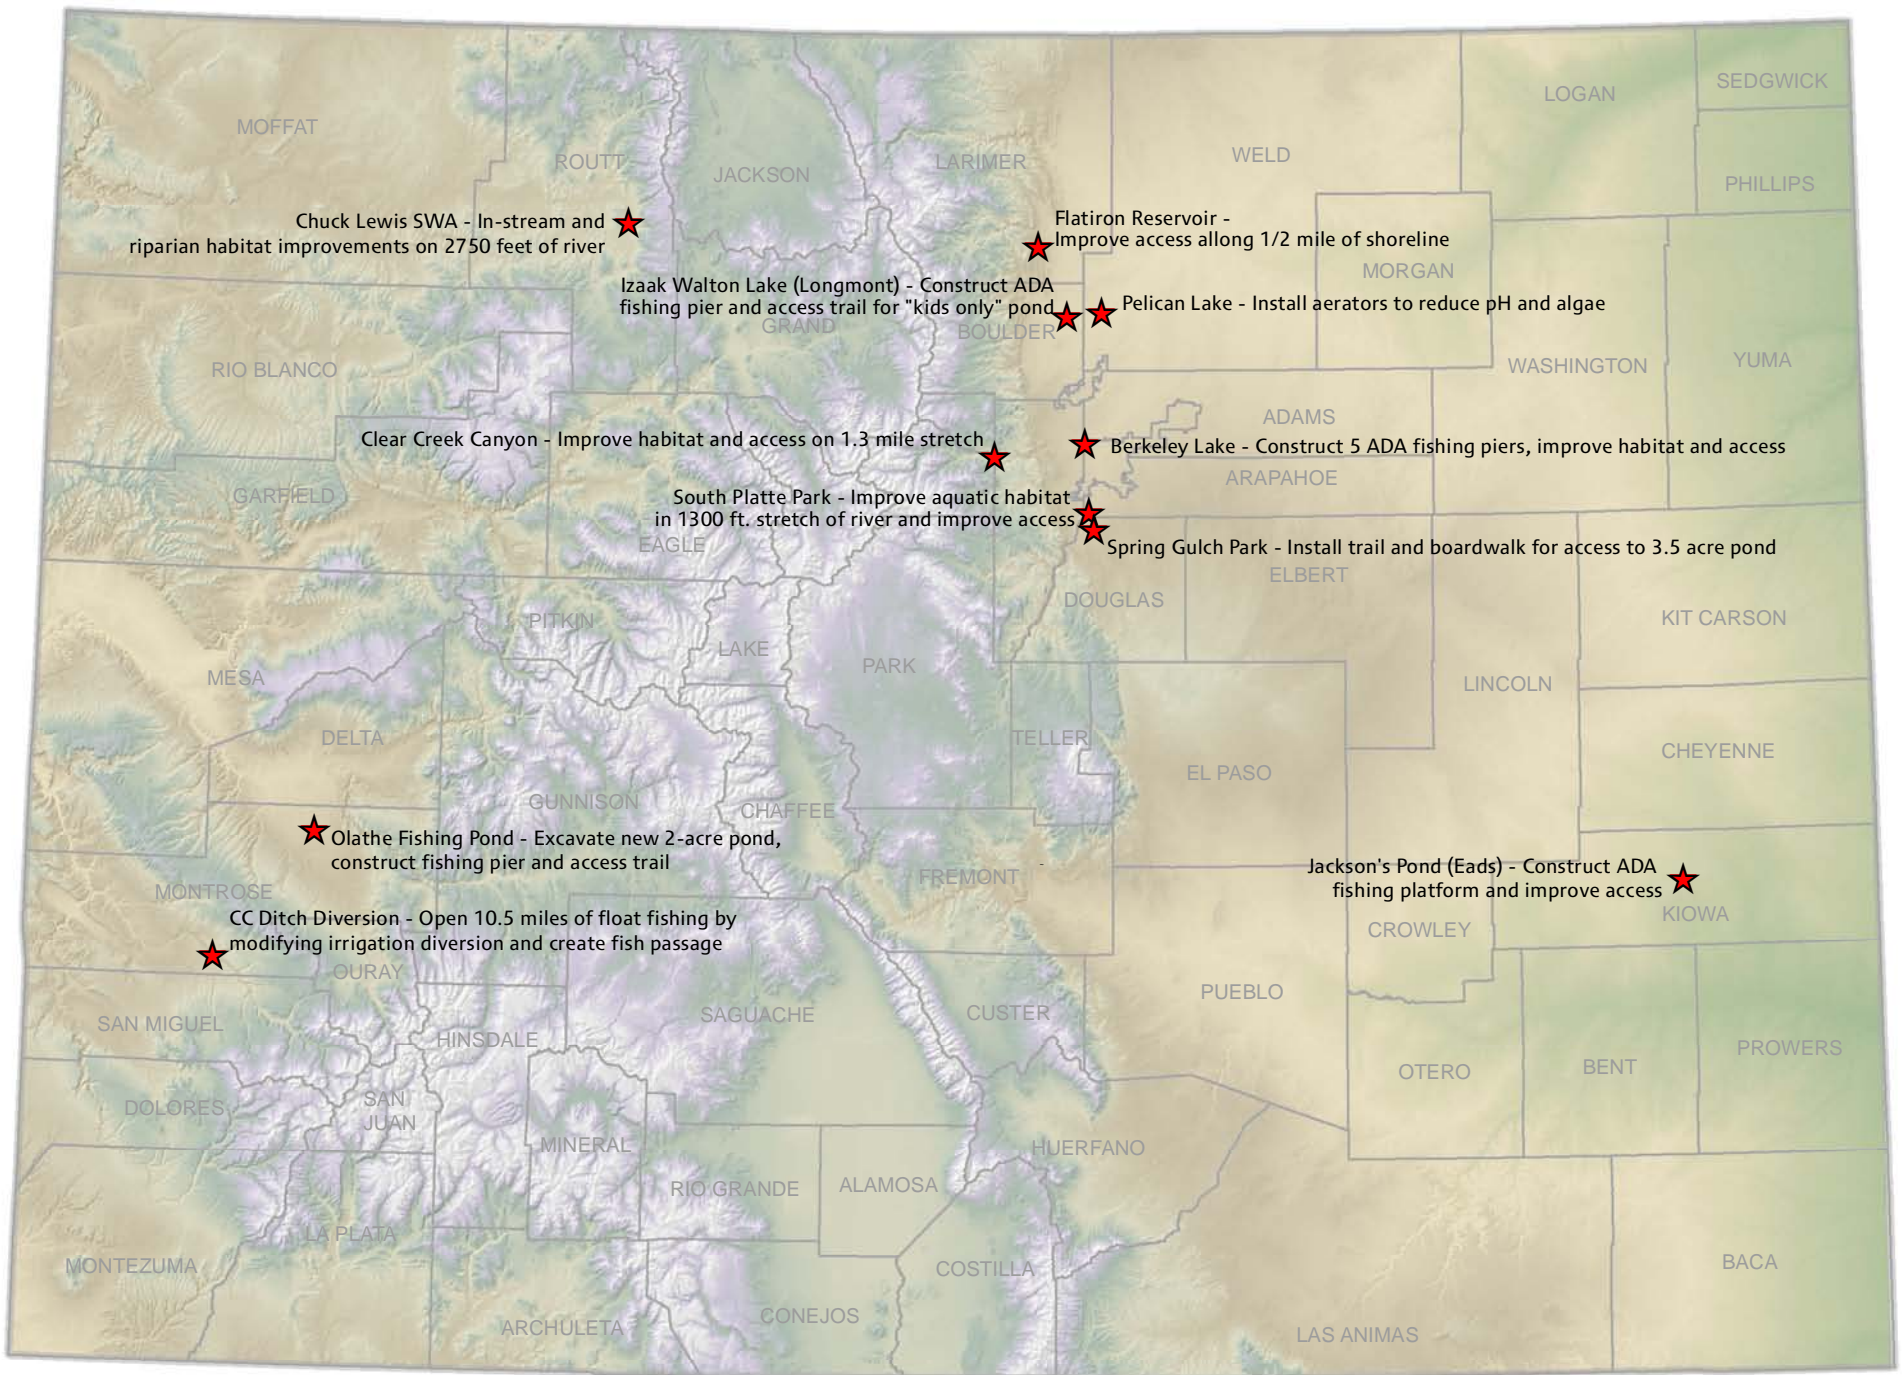 SEDGWICK
LOGAN
MOFFAT
WELD
ROUTT
LARIMER
JACKSON
PHILLIPS
Chuck Lewis SWA - In-stream and
riparian habitat improvements on 2750 feet of river
Flatiron Reservoir -
Improve access allong 1/2 mile of shoreline
MORGAN
Izaak Walton Lake (Longmont) - Construct ADA
fishing pier and access trail for "kids only" pond
Pelican Lake - Install aerators to reduce pH and algae
GRAND
BOULDER
RIO BLANCO
WASHINGTON
YUMA
ADAMS
Clear Creek Canyon - Improve habitat and access on 1.3 mile stretch
Berkeley Lake - Construct 5 ADA fishing piers, improve habitat and access
ARAPAHOE
GARFIELD
South Platte Park - Improve aquatic habitat
in 1300 ft. stretch of river and improve access
EAGLE
Spring Gulch Park - Install trail and boardwalk for access to 3.5 acre pond
ELBERT
DOUGLAS
PITKIN
KIT CARSON
LAKE
PARK
MESA
LINCOLN
DELTA
TELLER
CHEYENNE
EL PASO
GUNNISON
CHAFFEE
Olathe Fishing Pond - Excavate new 2-acre pond,
construct fishing pier and access trail
Jackson's Pond (Eads) - Construct ADA
fishing platform and improve access
FREMONT
MONTROSE
KIOWA
CC Ditch Diversion - Open 10.5 miles of float fishing by
modifying irrigation diversion and create fish passage
CROWLEY
OURAY
PUEBLO
SAGUACHE
CUSTER
SAN MIGUEL
HINSDALE
PROWERS
BENT
OTERO
SAN
JUAN
DOLORES
MINERAL
HUERFANO
RIO GRANDE
ALAMOSA
LA PLATA
MONTEZUMA
COSTILLA
BACA
CONEJOS
ARCHULETA
LAS ANIMAS